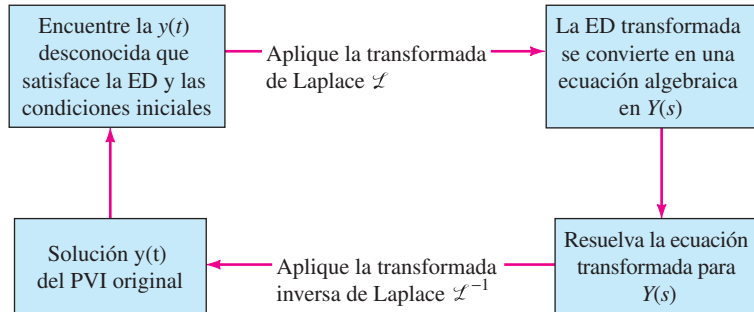 Encuentre la y(t)
desconocida que
satisface la ED y las
condiciones iniciales
Aplique la transformada
de Laplace ℒ
La ED transformada
se convierte en una
ecuación algebraica
en Y(s)
Resuelva la ecuación
transformada para
Y(s)
Aplique la transformada
inversa de Laplace ℒ⁻¹
Solución y(t)
del PVI original